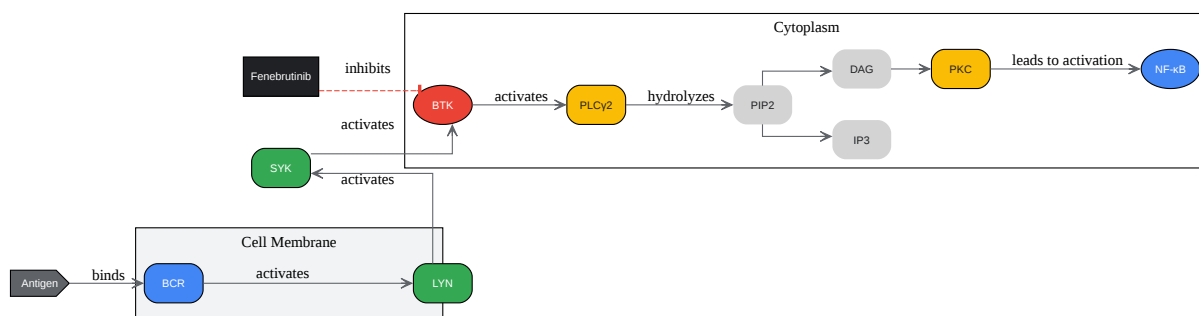 Cytoplasm
Fenebrutinib
inhibits
BTK
activates
PLCγ2
hydrolyzes
PIP2
DAG
PKC
leads to activation
NF-κB
IP3
activates
SYK
activates
Cell Membrane
Antigen
binds
BCR
activates
LYN